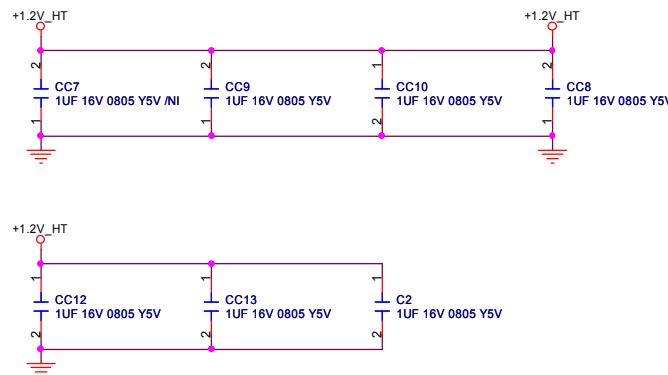 +1.2V_HT
+1.2V_HT
2
2
1
2
CC7
1UF 16V 0805 Y5V /NI
CC9
1UF 16V 0805 Y5V
CC10
1UF 16V 0805 Y5V
CC8
1UF 16V 0805 Y5V
1
1
2
1
+1.2V_HT
1
1
1
CC12
1UF 16V 0805 Y5V
CC13
1UF 16V 0805 Y5V
C2
1UF 16V 0805 Y5V
2
2
2